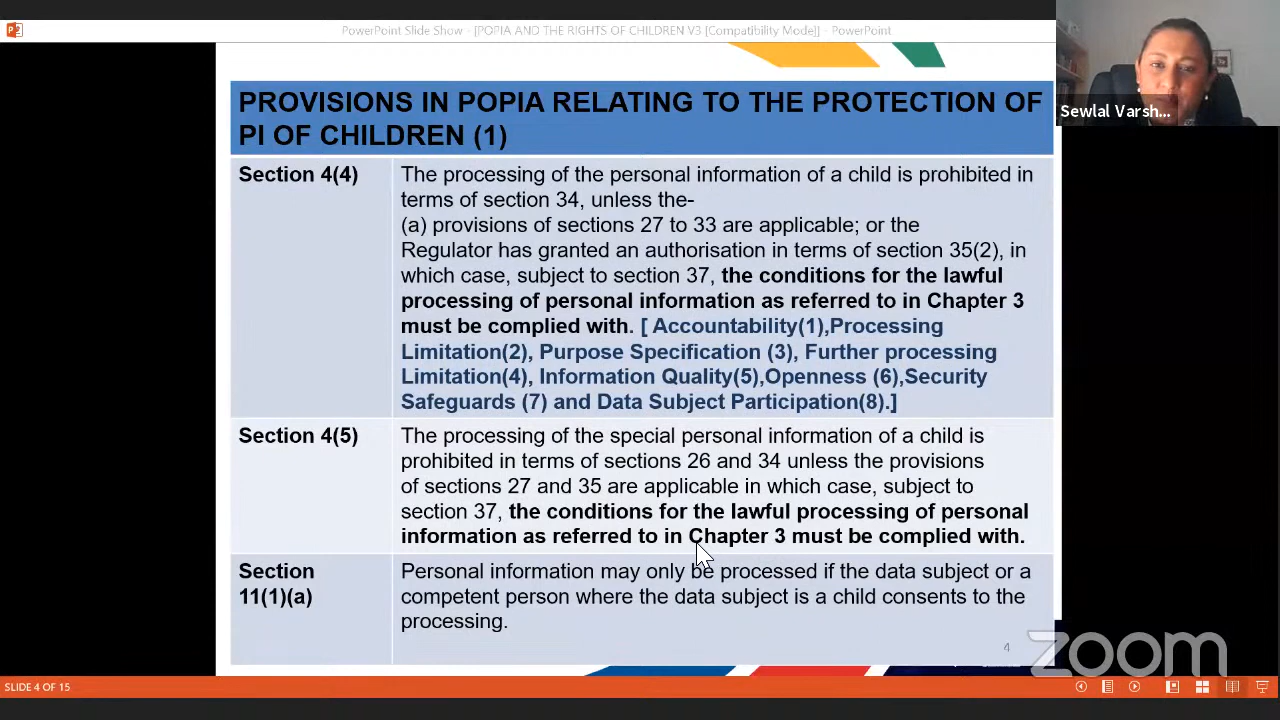 PowerPoint Slide Show - [POPIA AND THE RIGHTS OF CHILDREN V3 [Compatibility Mode]] - PowerPoint
Sewlal Varsh...
PROVISIONS IN POPIA RELATING TO THE PROTECTION OF
PI OF CHILDREN (1)
Section 4(4)
The processing of the personal information of a child is prohibited in
terms of section 34, unless the-
(a) provisions of sections 27 to 33 are applicable; or the
Regulator has granted an authorisation in terms of section 35(2), in
which case, subject to section 37, the conditions for the lawful
processing of personal information as referred to in Chapter 3
must be complied with. [ Accountability(1),Processing
Limitation(2), Purpose Specification (3), Further processing
Limitation(4), Information Quality(5),Openness (6),Security
Safeguards (7) and Data Subject Participation(8).]
Section 4(5)
The processing of the special personal information of a child is
prohibited in terms of sections 26 and 34 unless the provisions
of sections 27 and 35 are applicable in which case, subject to
section 37, the conditions for the lawful processing of personal
information as referred to in Chapter 3 must be complied with.
Section
11(1)(a)
Personal information may only be processed if the data subject or a
competent person where the data subject is a child consents to the
processing.
4
zoom
SLIDE 4 OF 15